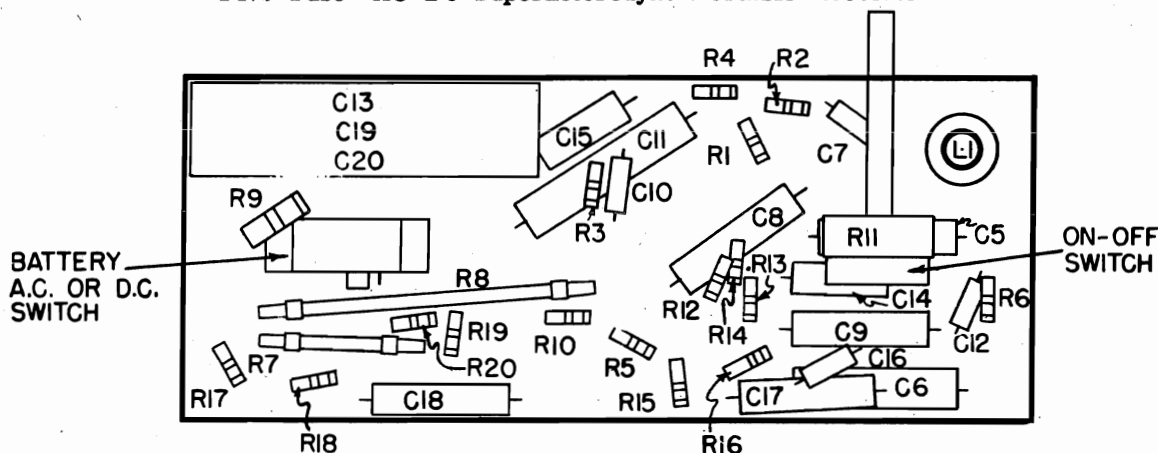 R4
R2
C13
C19
C20
C15
C11
R1
C7
L1
C10
R9
R3
C8
R11
C5
ON-OFF
SWITCH
BATTERY
A.C. OR D.C.
SWITCH
R8
R13
R12
R14
C14
R6
R19
R10
C9
C12
R7
R20
R5
C16
R17
C18
R15
C17
C6
R18
R16